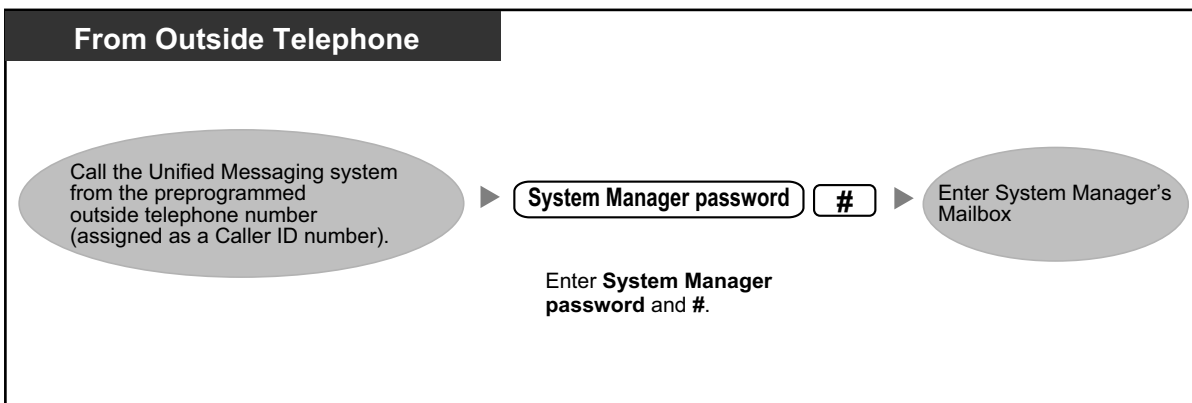 From Outside Telephone
Call the Unified Messaging system
from the preprogrammed
outside telephone number
(assigned as a Caller ID number).
System Manager password #
Enter System Manager
password and #.
Enter System Manager's
Mailbox